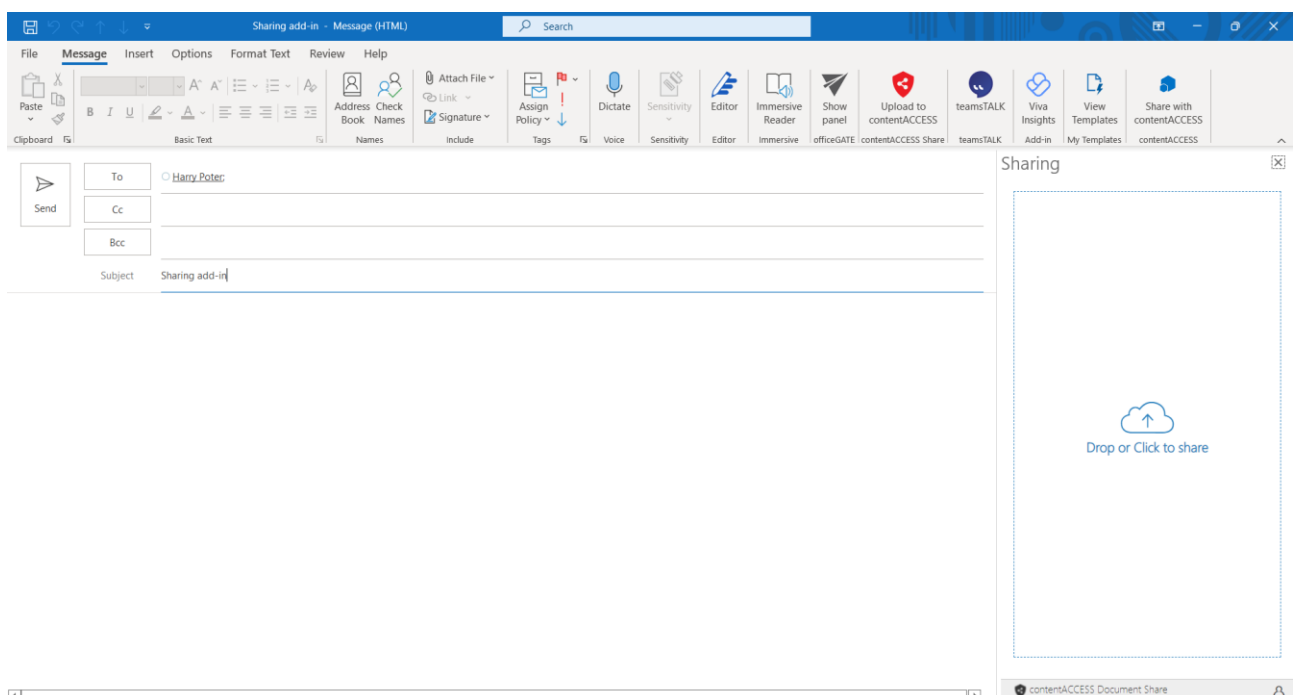 Sharing add-in - Message (HTML)
Search
File Message Insert Options Format Text Review Help
Paste
Clipboard
B I U A A A
Basic Text
Address Book
Check Names
Names
Attach File
Link
Signature
Include
Assign Policy
Tags
Dictate
Voice
Sensitivity
Sensitivity
Editor
Editor
Immersive Reader
Immersive
Show panel
officeGATE
Upload to contentACCESS
contentACCESS Share
teamsTALK
teamsTALK
Viva Insights
Add-in
View Templates
My Templates
Share with contentACCESS
contentACCESS
Send
To Harry Poter;
Cc
Bcc
Subject Sharing add-in
Sharing
Drop or Click to share
contentACCESS Document Share